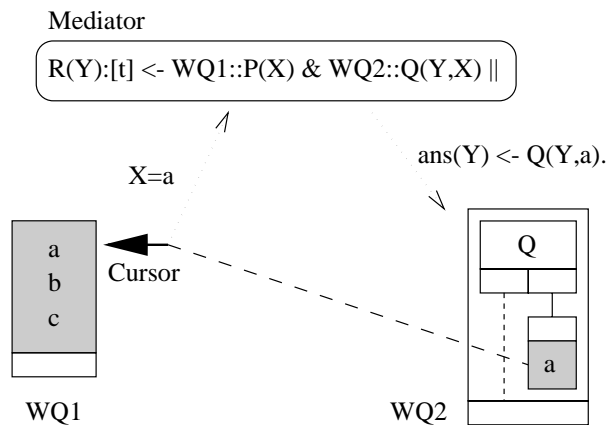 Mediator
R(Y):[t] <- WQ1::P(X) & WQ2::Q(Y,X) ||
ans(Y) <- Q(Y,a).
X=a
a
b
c
Cursor
Q
a
WQ1
WQ2